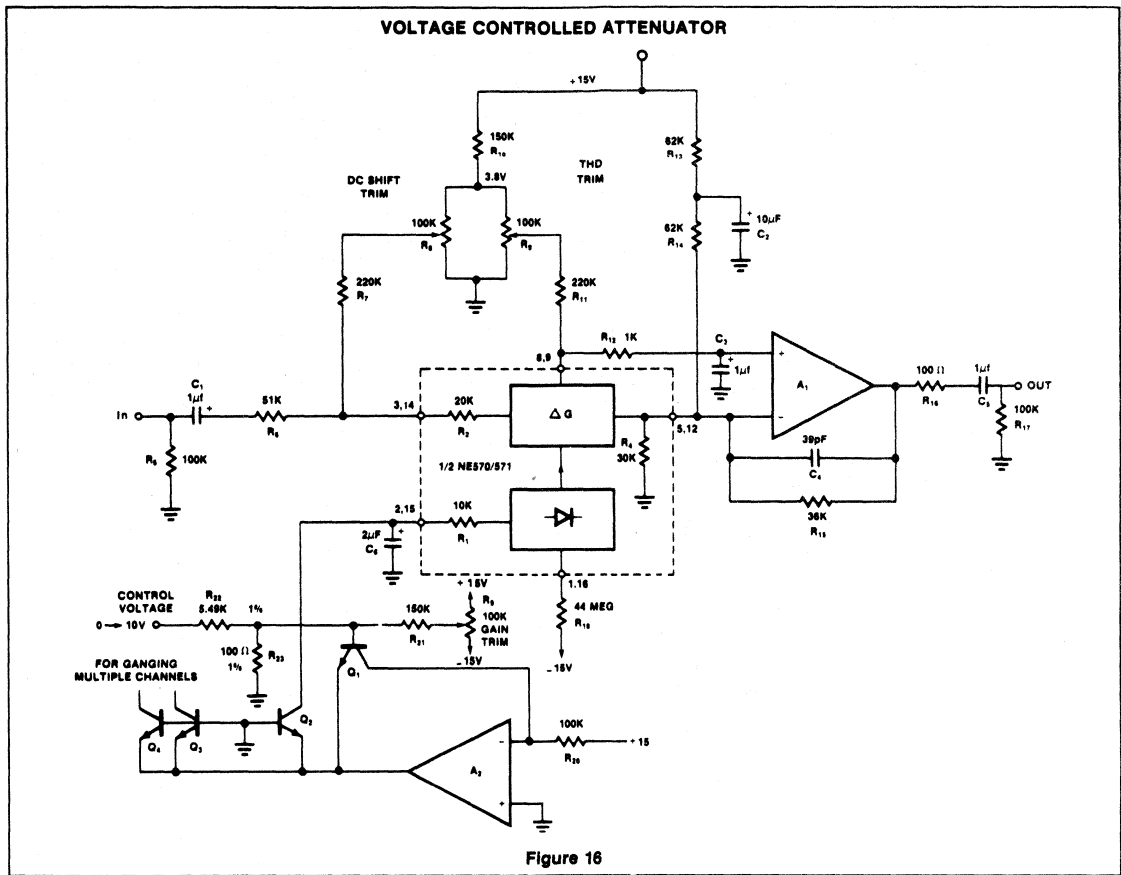 VOLTAGE CONTROLLED ATTENUATOR
+15V
150K
R10
62K
R13
DC SHIFT
TRIM
3.8V
THD
TRIM
100K
R8
100K
R9
10µF
+
C2
62K
R14
220K
R7
220K
R11
R12 1K
C3
+
1µf
8,9
+
A1
-
100 Ω
R16
1µf
C5
OUT
100K
R17
C1
1µf
+
In
51K
R6
3,14
20K
R2
△ G
5,12
R4
30K
39pF
C4
36K
R15
R5
100K
1/2 NE570/571
2,15
10K
R1
2µF
C6
+
1,16
+ 15V
R9
100K
GAIN
TRIM
- 15V
44 MEG
R18
- 15V
CONTROL
VOLTAGE
0 → 10V
R22
5.49K
1%
150K
R21
100 Ω
1%
R23
FOR GANGING
MULTIPLE CHANNELS
Q1
Q2
Q4
Q3
-
A2
+
100K
R20
+15
Figure 16